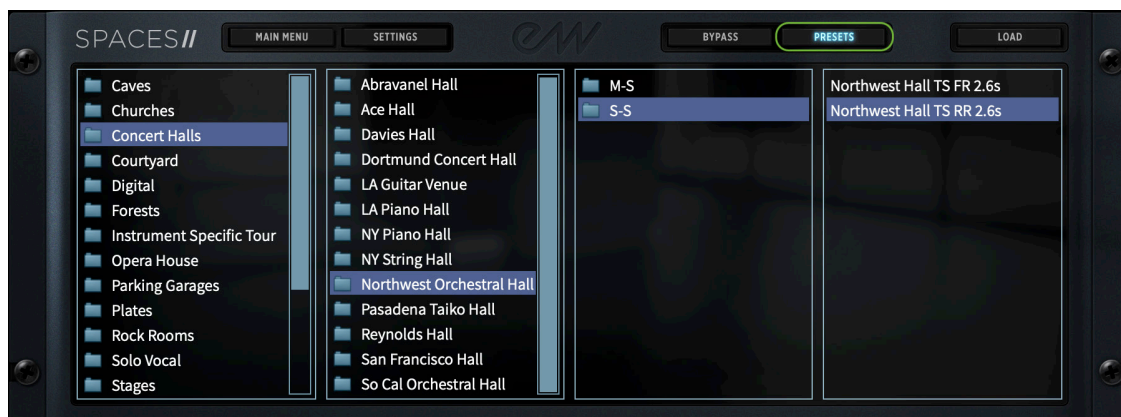 SPACES II
MAIN MENU
SETTINGS
EW
BYPASS
PRESETS
LOAD
Caves
Churches
Concert Halls
Courtyard
Digital
Forests
Instrument Specific Tour
Opera House
Parking Garages
Plates
Rock Rooms
Solo Vocal
Stages
Abravanel Hall
Ace Hall
Davies Hall
Dortmund Concert Hall
LA Guitar Venue
LA Piano Hall
NY Piano Hall
NY String Hall
Northwest Orchestral Hall
Pasadena Taiko Hall
Reynolds Hall
San Francisco Hall
So Cal Orchestral Hall
M-S
S-S
Northwest Hall TS FR 2.6s
Northwest Hall TS RR 2.6s